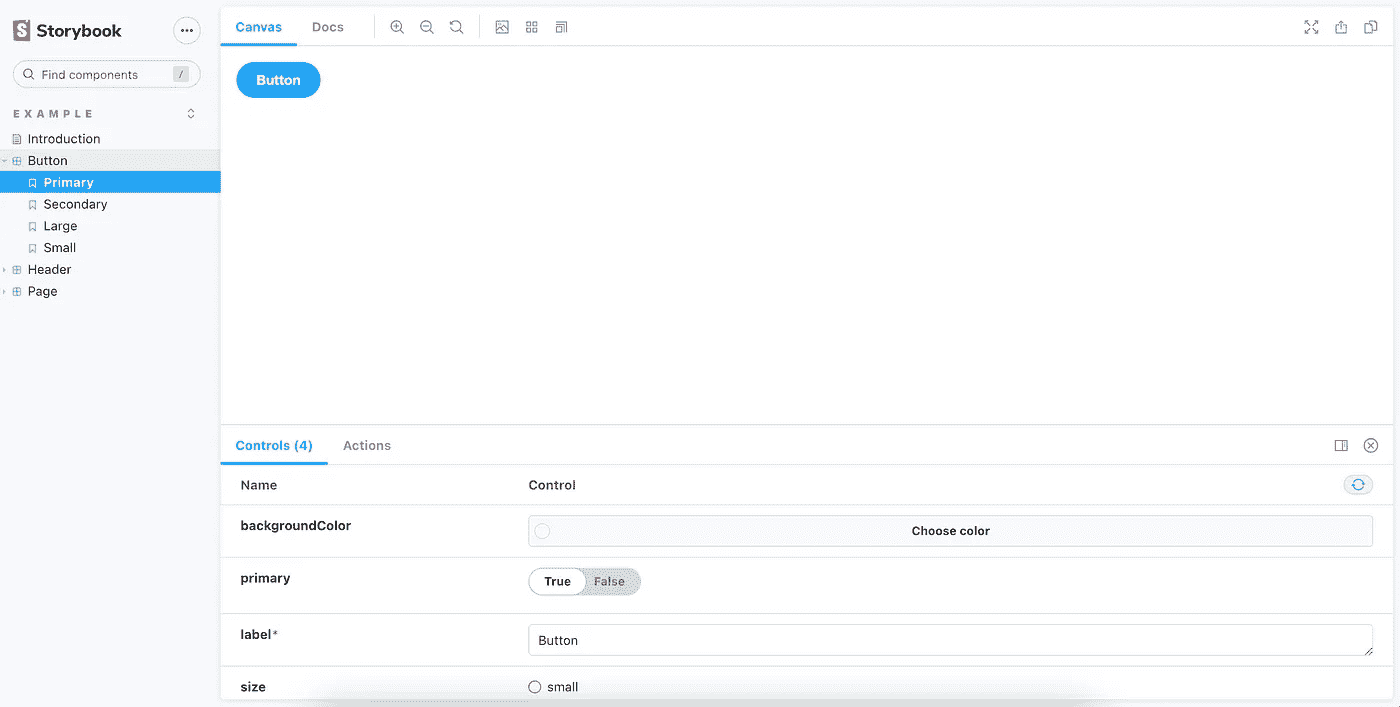 S Storybook
Find components /
EXAMPLE
Introduction
Button
Primary
Secondary
Large
Small
Header
Page
Canvas Docs
Button
Controls (4) Actions
Name Control
backgroundColor Choose color
primary True False
label* Button
size small